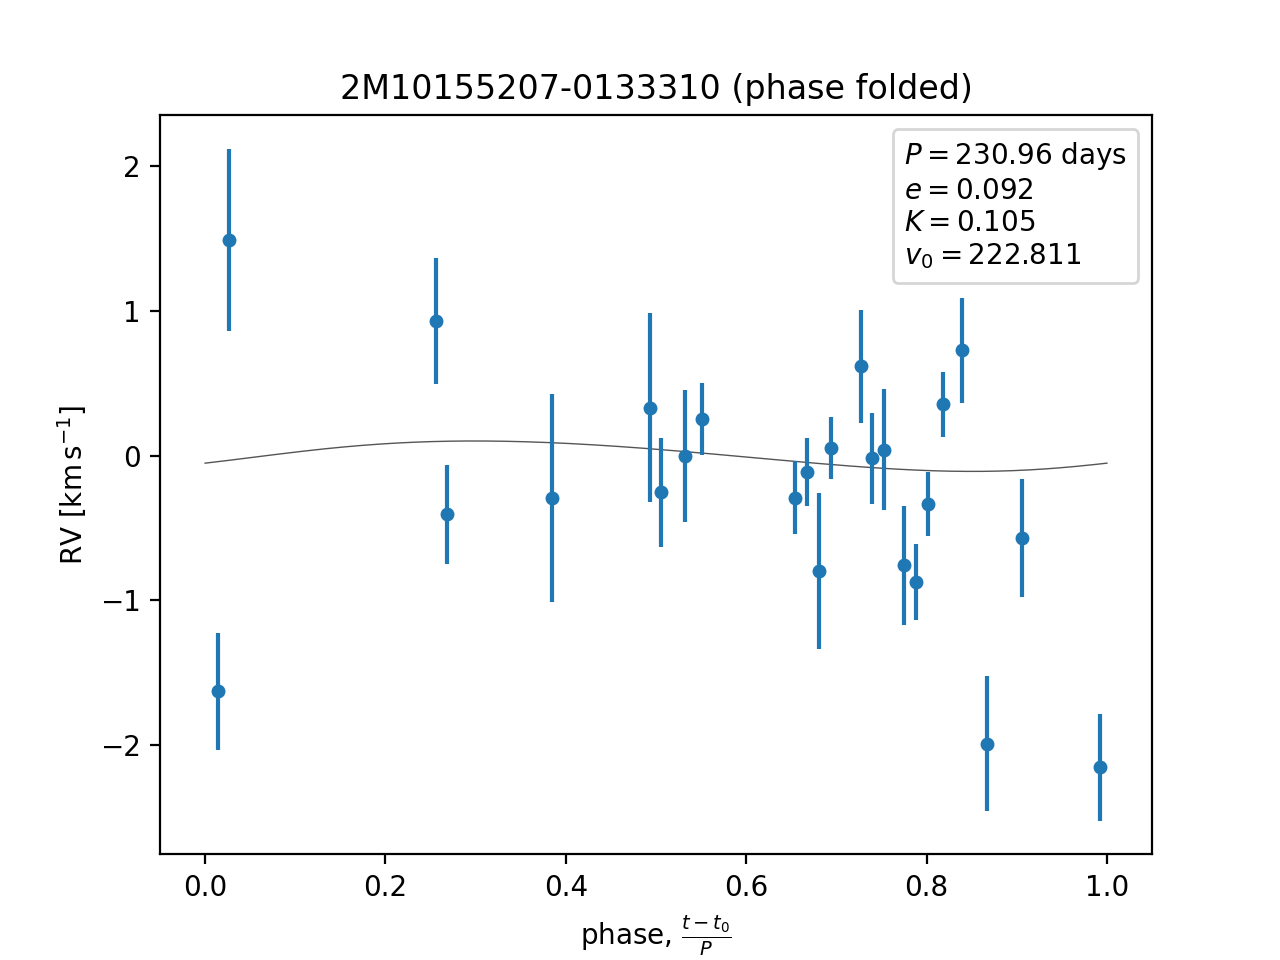 2M10155207-0133310 (phase folded)
P = 230.96 days
e = 0.092
K = 0.105
v₀ = 222.811
RV [km s⁻¹]
2
1
0
−1
−2
0.0 0.2 0.4 0.6 0.8 1.0
phase, (t − t₀)/P